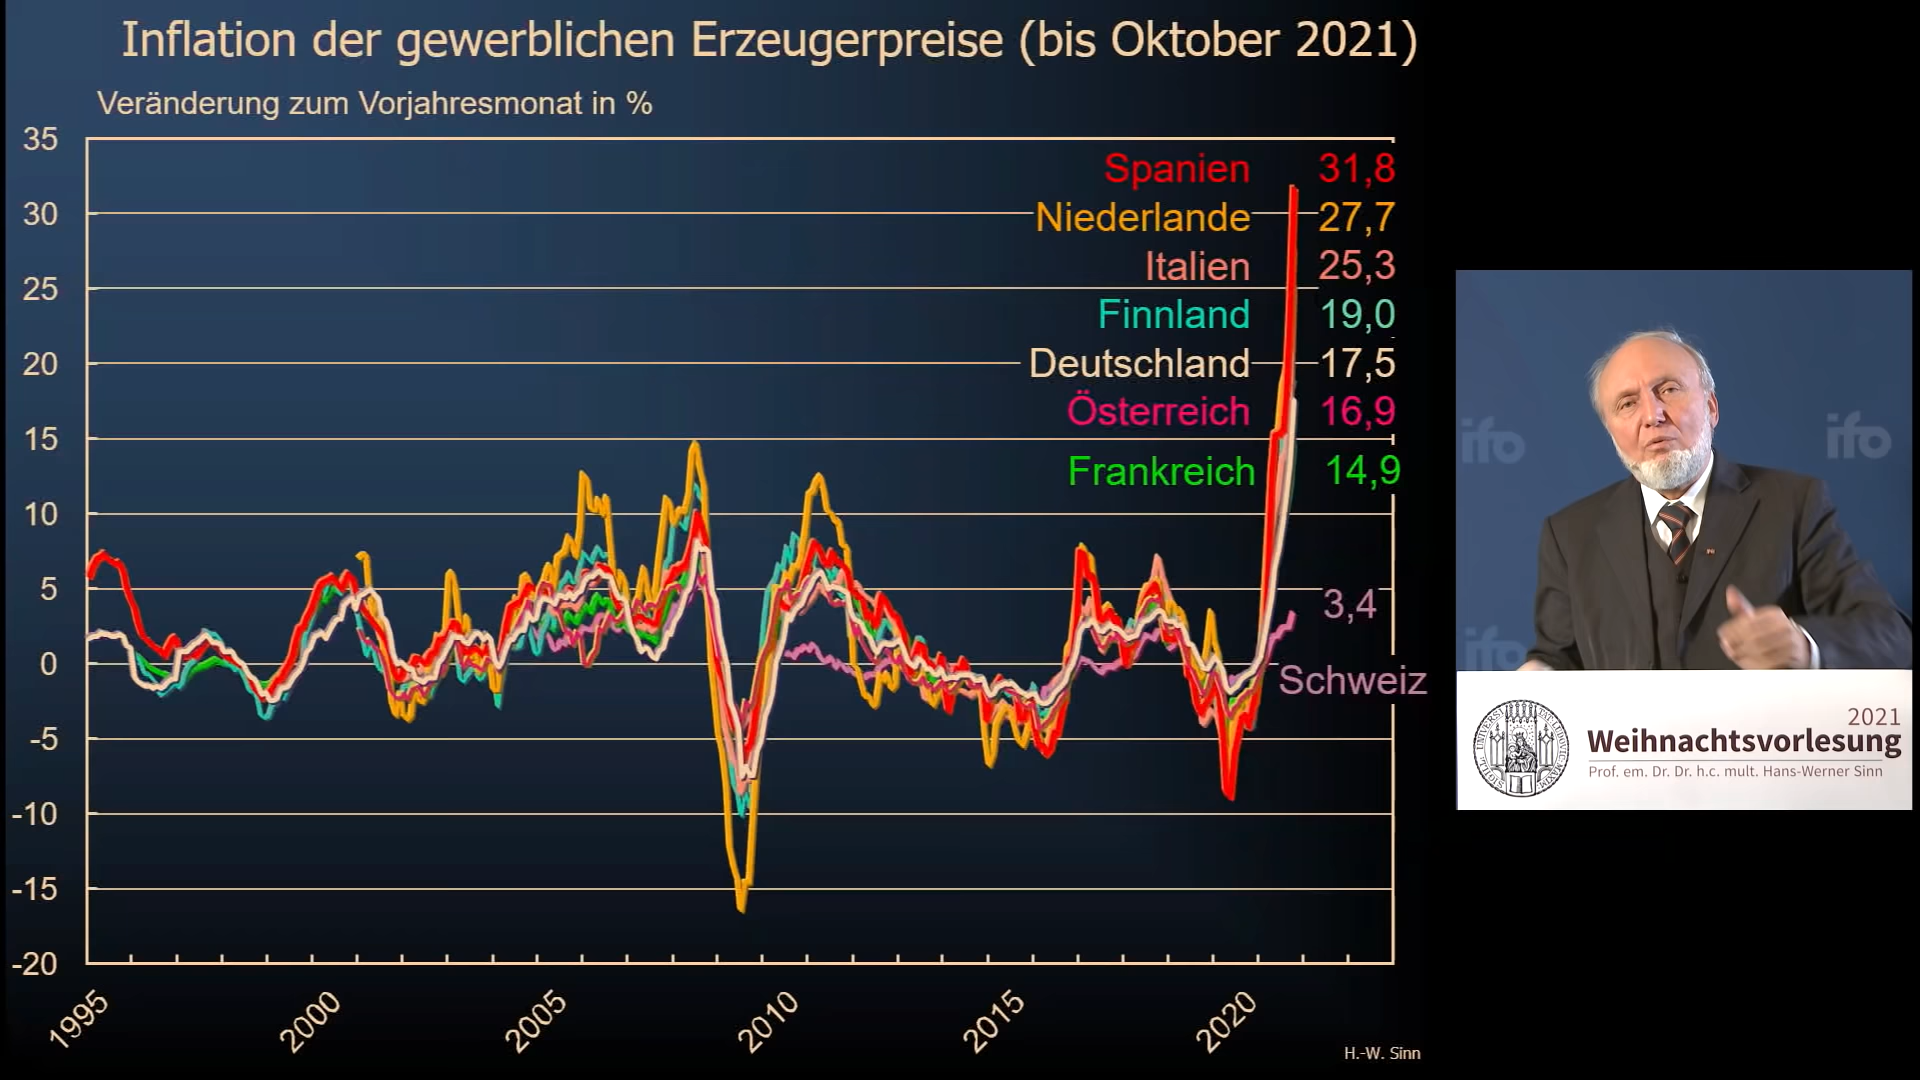 Inflation der gewerblichen Erzeugerpreise (bis Oktober 2021)
Veränderung zum Vorjahresmonat in %
35
30
25
20
15
10
5
0
-5
-10
-15
-20
1995
2000
2005
2010
2015
2020
Spanien 31,8
Niederlande 27,7
Italien 25,3
Finnland 19,0
Deutschland 17,5
Österreich 16,9
Frankreich 14,9
3,4
Schweiz
H.-W. Sinn
ifo
ifo
ifo
2021
Weihnachtsvorlesung
Prof. em. Dr. Dr. h.c. mult. Hans-Werner Sinn